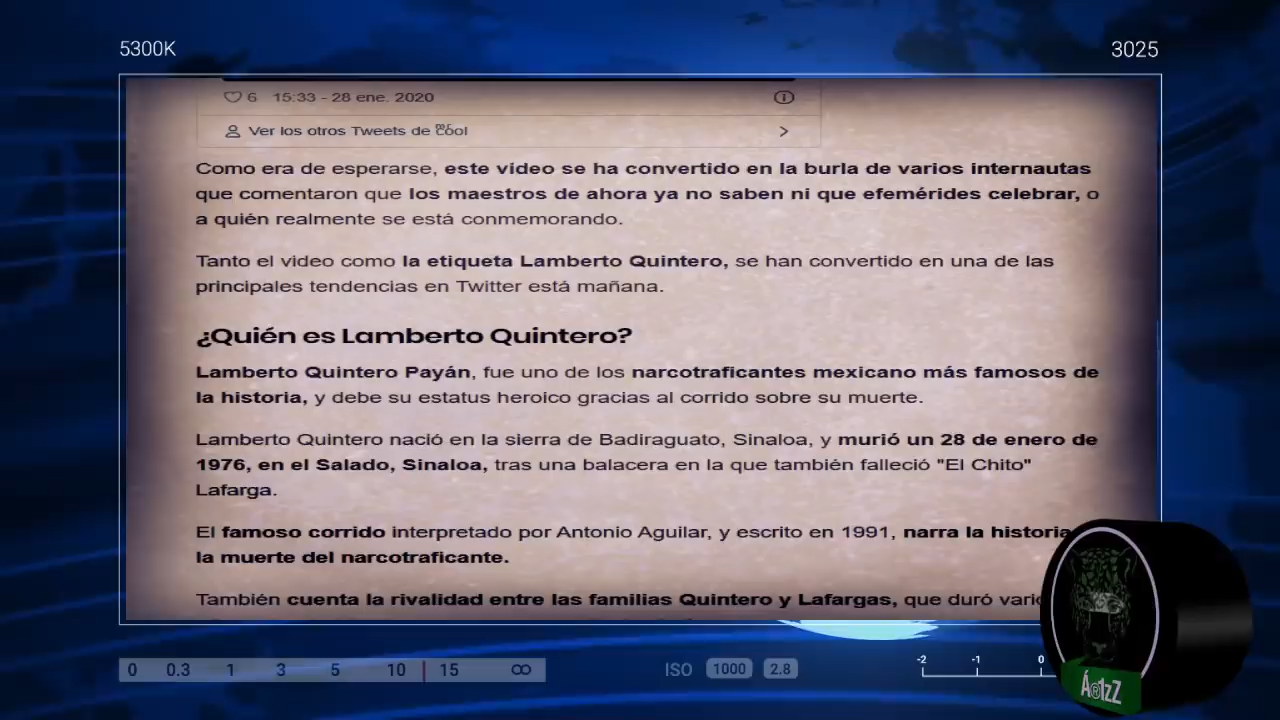 5300K
3025
6 15:33 - 28 ene. 2020
Ver los otros Tweets de
Como era de esperarse, este video se ha convertido en la burla de varios internautas
que comentaron que los maestros de ahora ya no saben ni que efemérides celebrar, o
a quién realmente se está conmemorando.
Tanto el video como la etiqueta Lamberto Quintero, se han convertido en una de las
principales tendencias en Twitter está mañana.
¿Quién es Lamberto Quintero?
Lamberto Quintero Payán, fue uno de los narcotraficantes mexicano más famosos de
la historia, y debe su estatus heroico gracias al corrido sobre su muerte.
Lamberto Quintero nació en la sierra de Badiraguato, Sinaloa, y murió un 28 de enero de
1976, en el Salado, Sinaloa, tras una balacera en la que también falleció "El Chito"
Lafarga.
El famoso corrido interpretado por Antonio Aguilar, y escrito en 1991, narra la historia
la muerte del narcotraficante.
También cuenta la rivalidad entre las familias Quintero y Lafargas, que duró
0 0.3 1 3 5 10 15 ∞
ISO 1000 2.8
-2 -1 0
Á®1zZ